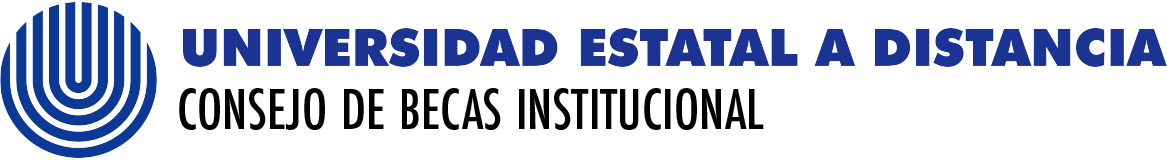 UNIVERSIDAD ESTATAL A DISTANCIA
CONSEJO DE BECAS INSTITUCIONAL